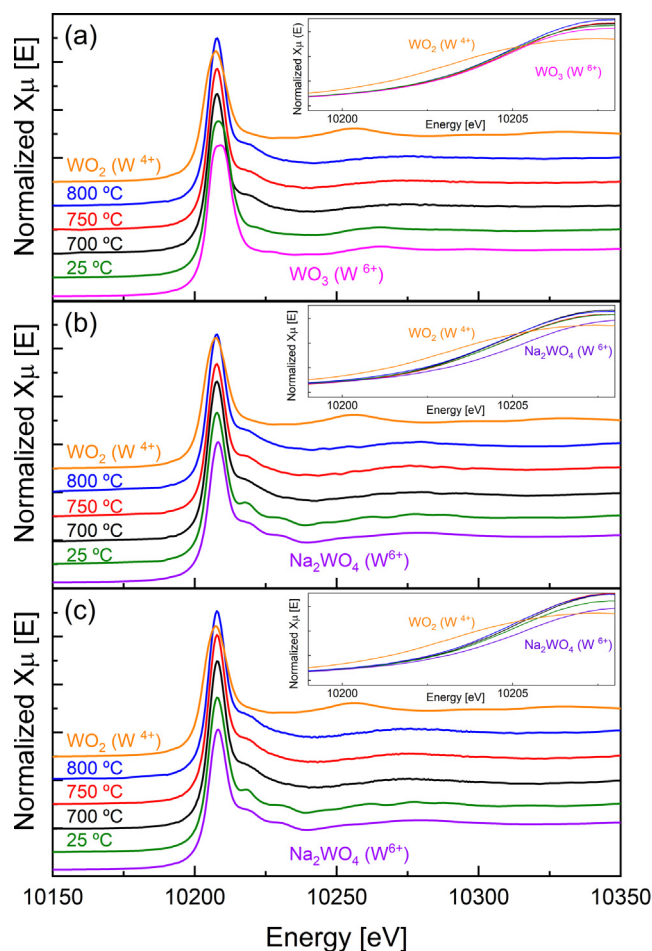 (a)
Normalized Xμ [E]
WO₂ (W ⁴⁺)
800 ºC
750 ºC
700 ºC
25 ºC
WO₃ (W ⁶⁺)
Normalized Xμ (E)
WO₂ (W ⁴⁺)
WO₃ (W ⁶⁺)
10200
10205
Energy [eV]
(b)
Normalized Xμ [E]
WO₂ (W ⁴⁺)
800 ºC
750 ºC
700 ºC
25 ºC
Na₂WO₄ (W⁶⁺)
Normalized Xμ [E]
WO₂ (W ⁴⁺)
Na₂WO₄ (W⁶⁺)
10200
10205
Energy [eV]
(c)
Normalized Xμ [E]
WO₂ (W ⁴⁺)
800 ºC
750 ºC
700 ºC
25 ºC
Na₂WO₄ (W⁶⁺)
Normalized Xμ [E]
WO₂ (W ⁴⁺)
Na₂WO₄ (W⁶⁺)
10200
10205
Energy [eV]
10150 10200 10250 10300 10350
Energy [eV]